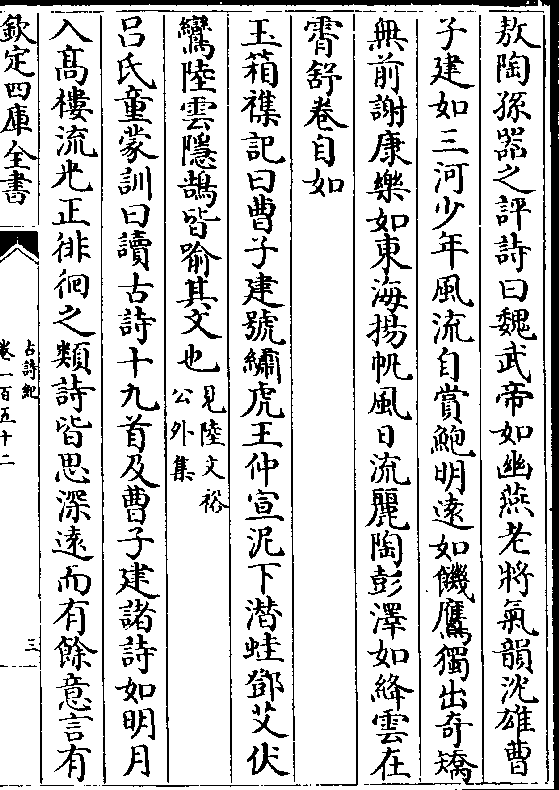 敖陶孫器之評詩曰魏武帝如幽燕老將氣韻沈雄曹
子建如三河少年風流自賞鮑明遠如饑鷹獨出奇矯
無前謝康樂如東海揚帆風日流麗陶彭澤如絳雲在
霄舒卷自如
玉箱襍記曰曹子建號繡虎王仲宣泥下潛蛙鄧艾伏
鸞陸雲隱鵠皆喻其文也見陸文裕公外集
呂氏童蒙訓曰讀古詩十九首及曹子建諸詩如明月
入髙樓流光正徘徊之類詩皆思深遠而有餘意言有
欽定四庫全書
古詩紀
卷一百五十二
三